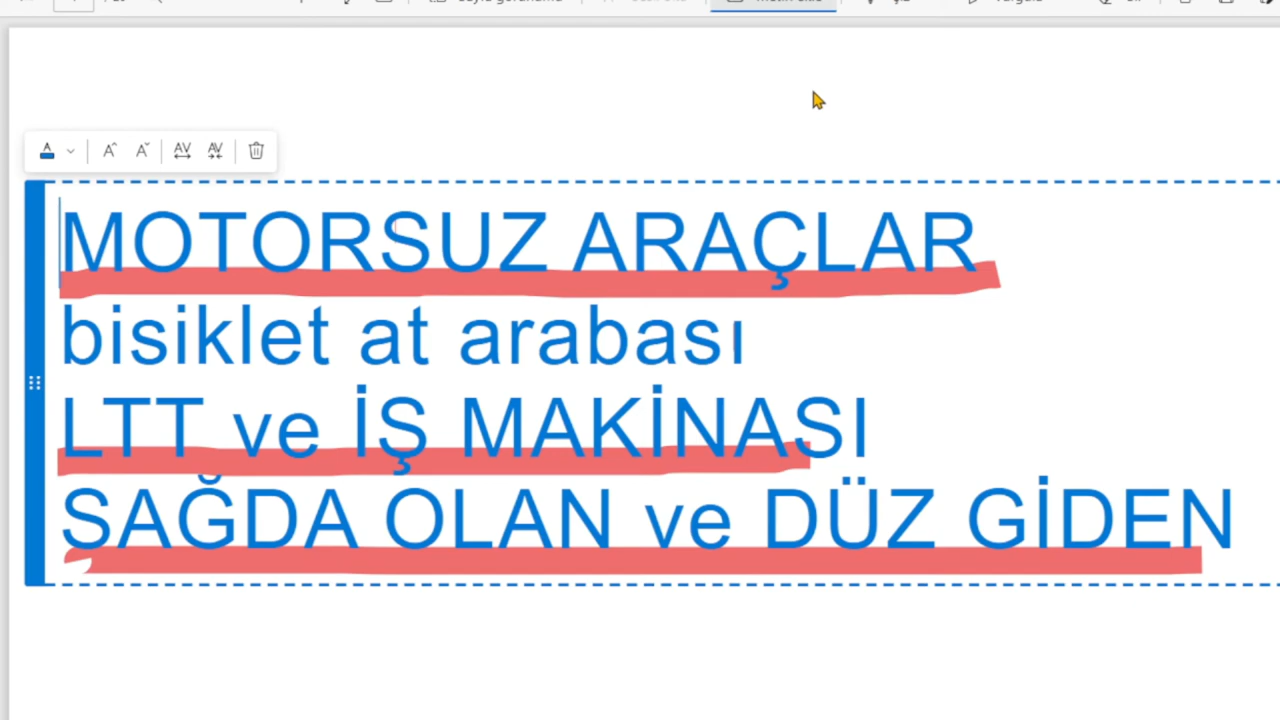 MOTORSUZ ARAÇLAR
bisiklet at arabası
LTT ve İŞ MAKİNASI
SAĞDA OLAN ve DÜZ GİDEN